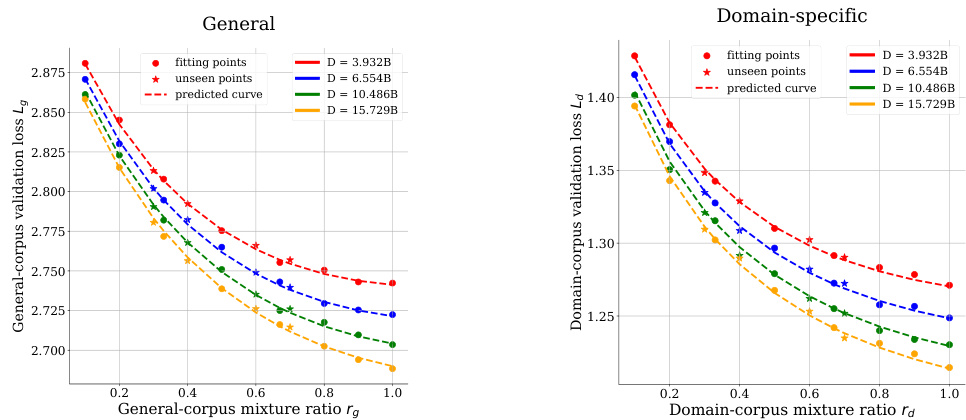 General
General-corpus validation loss L_g
2.875
2.850
2.825
2.800
2.775
2.750
2.725
2.700
fitting points
unseen points
predicted curve
D = 3.932B
D = 6.554B
D = 10.486B
D = 15.729B
0.2 0.4 0.6 0.8 1.0
General-corpus mixture ratio r_g
Domain-specific
Domain-corpus validation loss L_d
1.40
1.35
1.30
1.25
fitting points
unseen points
predicted curve
D = 3.932B
D = 6.554B
D = 10.486B
D = 15.729B
0.2 0.4 0.6 0.8 1.0
Domain-corpus mixture ratio r_d